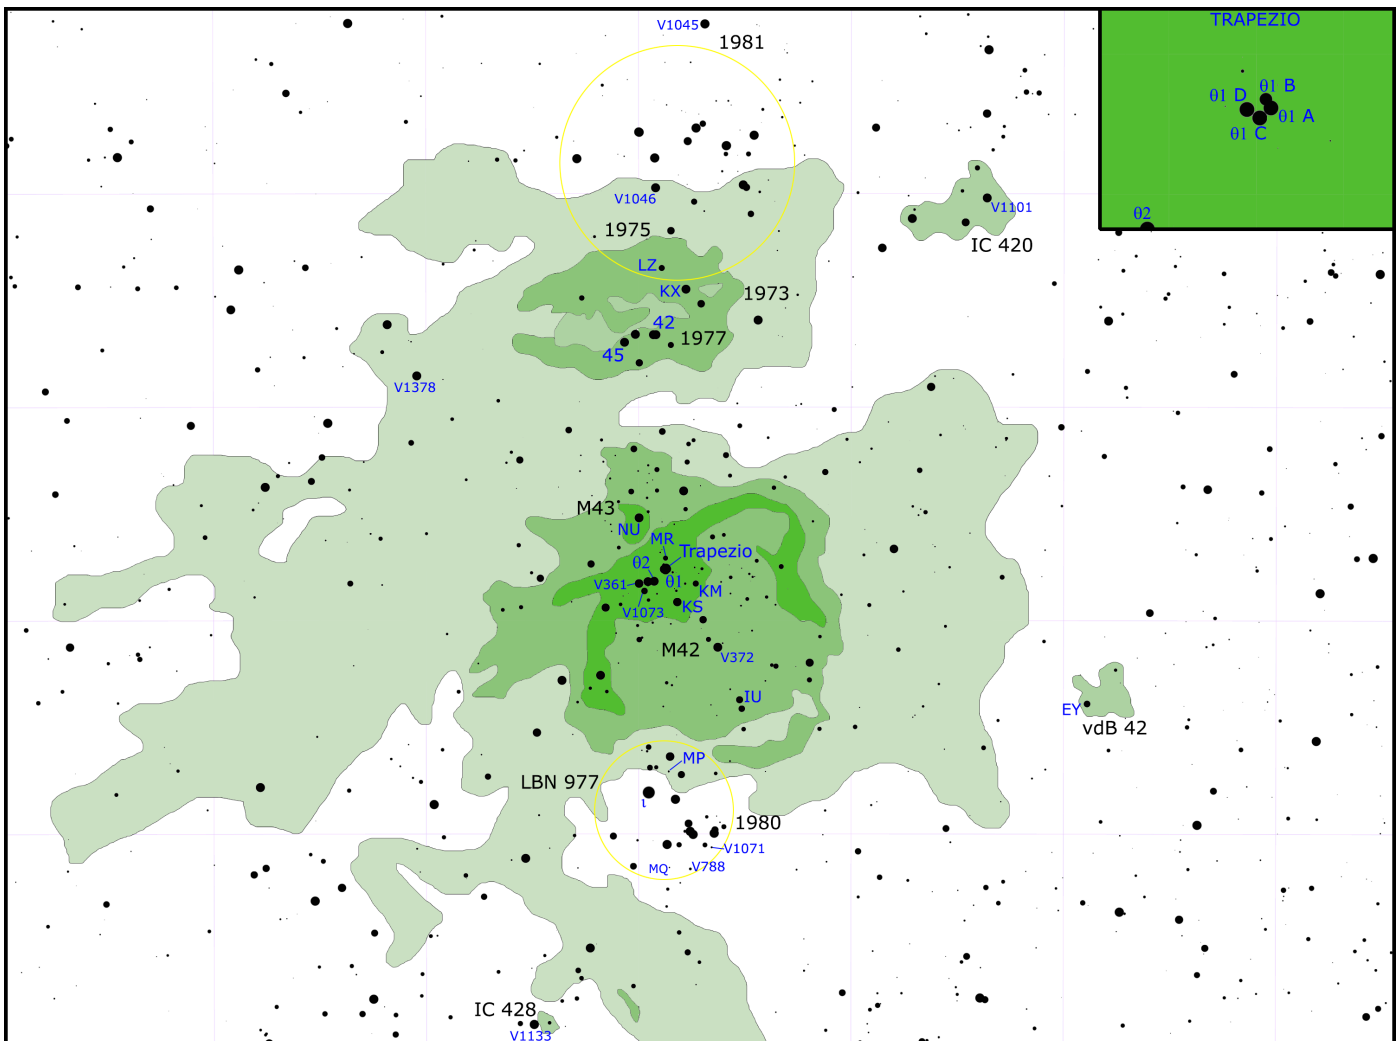 V1045
1981
TRAPEZIO
θ1 B
θ1 D
θ1 A
θ1 C
θ2
V1046
V1101
1975
IC 420
LZ
KX
1973
42
1977
45
V1378
M43
NU
MR
Trapezio
θ2
θ1
V361
KM
V1073
KS
M42
V372
IU
EY
vdB 42
MP
LBN 977
ι
1980
V1071
MQ
V788
IC 428
V1133